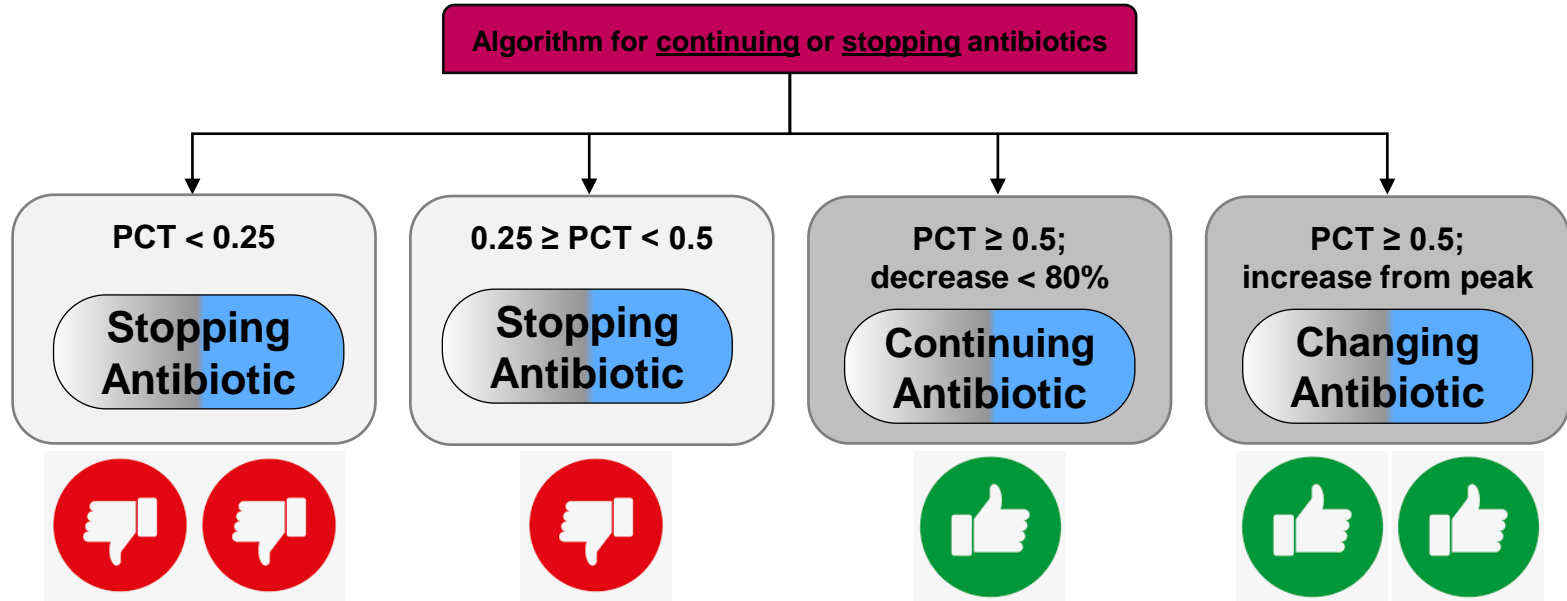 Algorithm for continuing or stopping antibiotics
PCT < 0.25
Stopping
Antibiotic
0.25 ≥ PCT < 0.5
Stopping
Antibiotic
PCT ≥ 0.5;
decrease < 80%
Continuing
Antibiotic
PCT ≥ 0.5;
increase from peak
Changing
Antibiotic